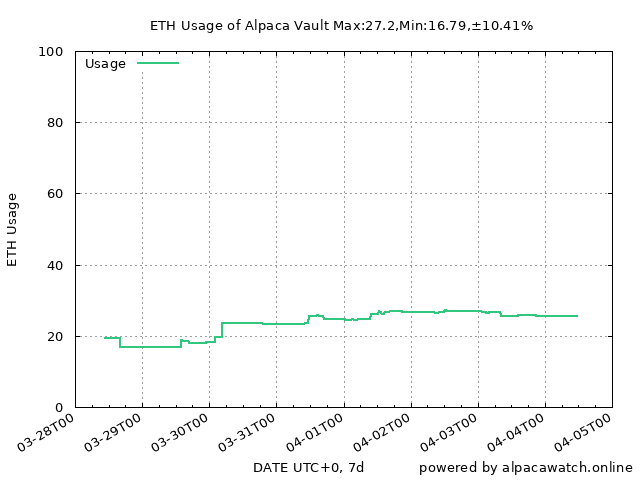 ETH Usage of Alpaca Vault Max:27.2,Min:16.79,±10.41%
Usage
100
80
60
40
20
0
ETH Usage
03-28T00 03-29T00 03-30T00 03-31T00 04-01T00 04-02T00 04-03T00 04-04T00 04-05T00
DATE UTC+0, 7d powered by alpacawatch.online